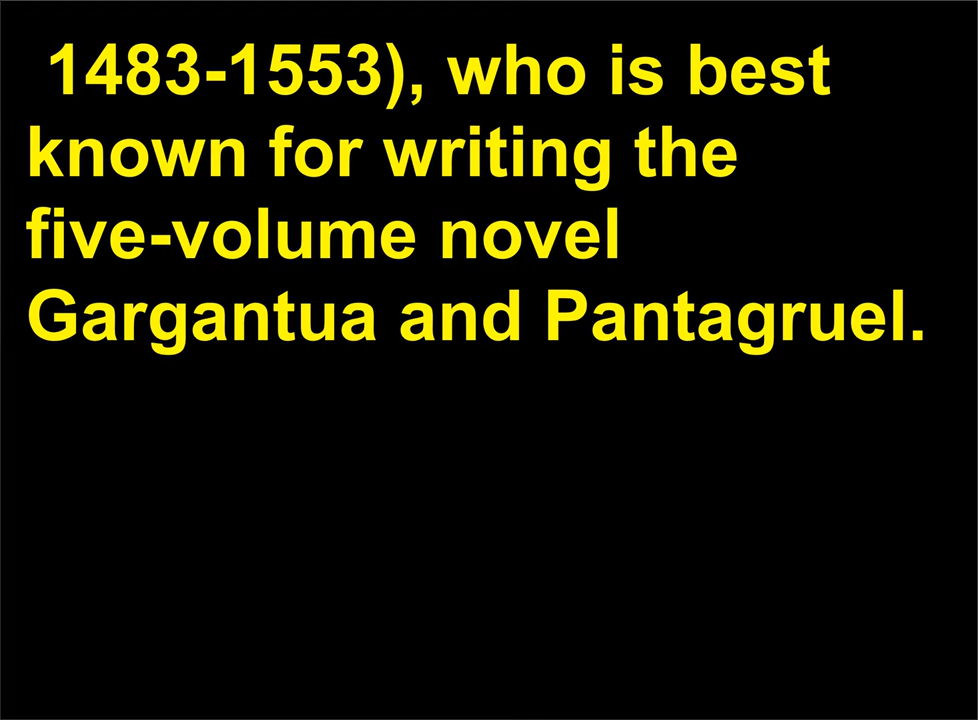 1483-1553), who is best
known for writing the
five-volume novel
Gargantua and Pantagruel.